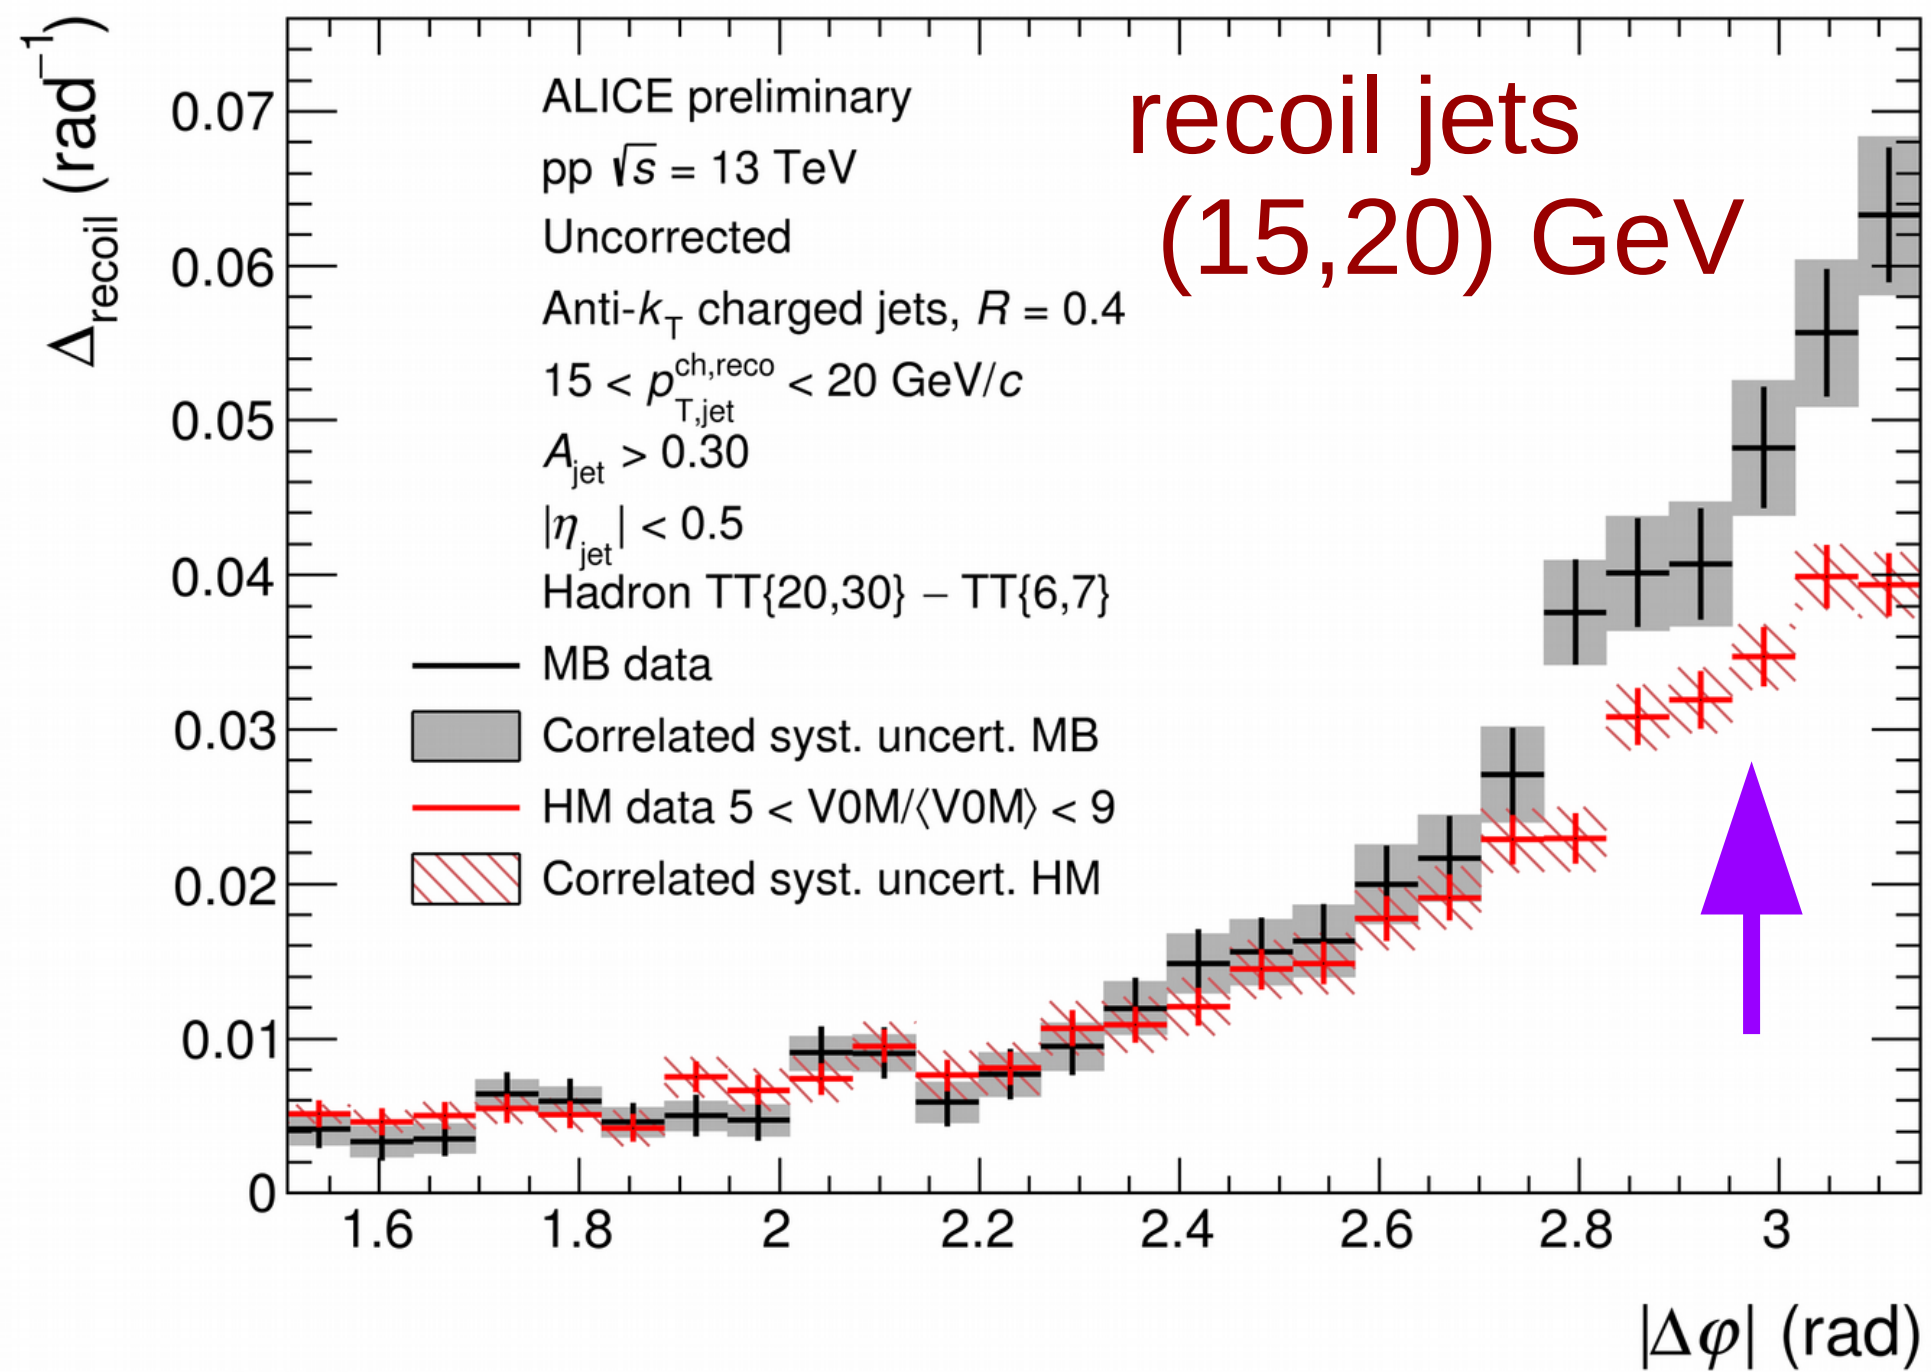 Δrecoil (rad⁻¹)
0.07
0.06
0.05
0.04
0.03
0.02
0.01
0
ALICE preliminary
pp √s = 13 TeV
Uncorrected
Anti-kT charged jets, R = 0.4
15 < p^ch,reco_T,jet < 20 GeV/c
Ajet > 0.30
|ηjet| < 0.5
Hadron TT{20,30} − TT{6,7}
MB data
Correlated syst. uncert. MB
HM data 5 < V0M/⟨V0M⟩ < 9
Correlated syst. uncert. HM
recoil jets
(15,20) GeV
1.6 1.8 2 2.2 2.4 2.6 2.8 3
|Δφ| (rad)